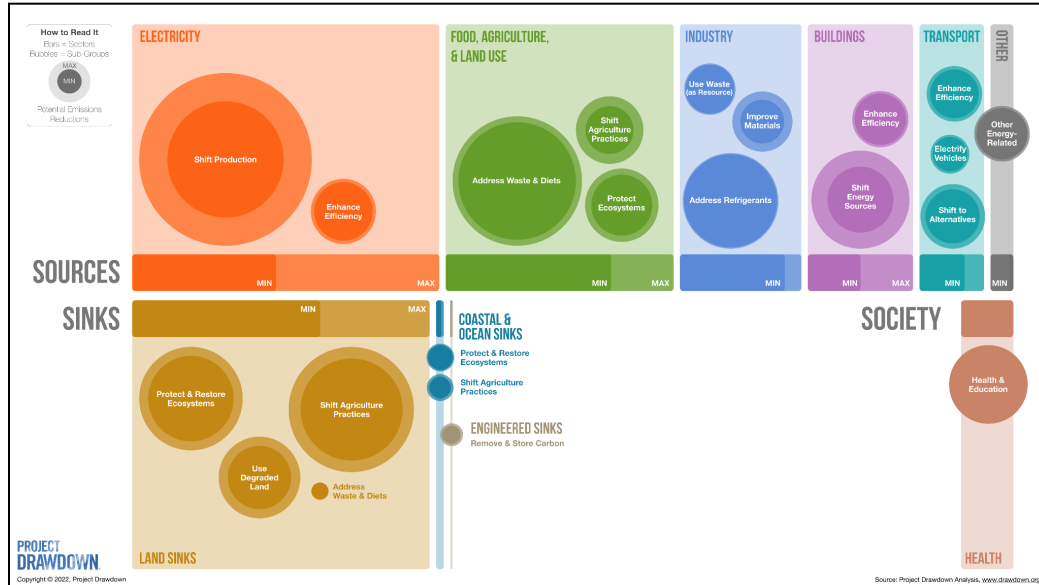 How to Read It
Bars = Sectors
Bubbles = Sub-Groups
MAX
MIN
Potential Emissions
Reductions
ELECTRICITY
Shift Production
Enhance
Efficiency
FOOD, AGRICULTURE,
& LAND USE
Address Waste & Diets
Shift
Agriculture
Practices
Protect
Ecosystems
INDUSTRY
Use Waste
(as Resource)
Improve
Materials
Address Refrigerants
BUILDINGS
Enhance
Efficiency
Shift
Energy
Sources
TRANSPORT
Enhance
Efficiency
Electrify
Vehicles
Shift to
Alternatives
OTHER
Other
Energy-
Related
SOURCES
MIN
MAX
MIN
MAX
MIN
MIN
MAX
MIN
MIN
SINKS
MIN
MAX
Protect & Restore
Ecosystems
Shift Agriculture
Practices
Use
Degraded
Land
Address
Waste & Diets
LAND SINKS
COASTAL &
OCEAN SINKS
Protect & Restore
Ecosystems
Shift Agriculture
Practices
ENGINEERED SINKS
Remove & Store Carbon
SOCIETY
Health &
Education
HEALTH
PROJECT
DRAWDOWN.
Copyright © 2022, Project Drawdown
Source: Project Drawdown Analysis, www.drawdown.org